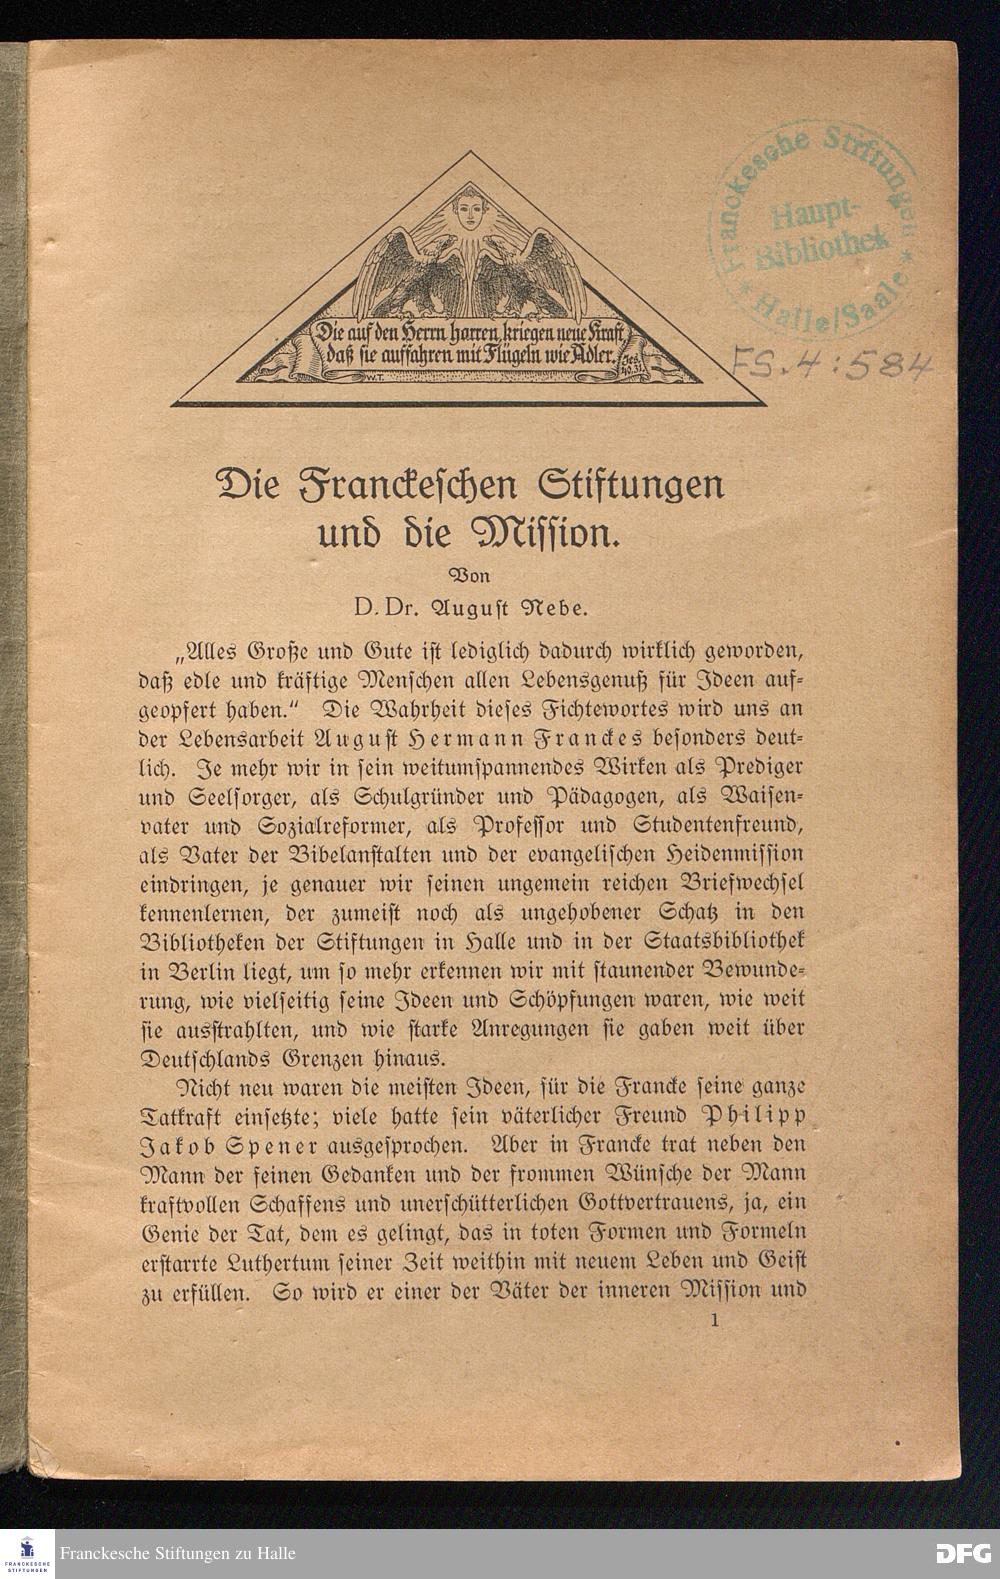 Die auf den Herrn harren, kriegen neue Kraft,
daß sie auffahren mit Flügeln wie Adler.
Jes. 40,31.
W.T.
Franckesche Stiftungen
Haupt-
Bibliothek
* Halle/Saale *
FS.4:584
Die Franckeschen Stiftungen
und die Mission.
Von
D. Dr. August Nebe.
„Alles Große und Gute ist lediglich dadurch wirklich geworden,
daß edle und kräftige Menschen allen Lebensgenuß für Ideen auf-
geopfert haben.“ Die Wahrheit dieses Fichtewortes wird uns an
der Lebensarbeit August Hermann Franckes besonders deut-
lich. Je mehr wir in sein weitumspannendes Wirken als Prediger
und Seelsorger, als Schulgründer und Pädagogen, als Waisen-
vater und Sozialreformer, als Professor und Studentenfreund,
als Vater der Bibelanstalten und der evangelischen Heidenmission
eindringen, je genauer wir seinen ungemein reichen Briefwechsel
kennenlernen, der zumeist noch als ungehobener Schatz in den
Bibliotheken der Stiftungen in Halle und in der Staatsbibliothek
in Berlin liegt, um so mehr erkennen wir mit staunender Bewunde-
rung, wie vielseitig seine Ideen und Schöpfungen waren, wie weit
sie ausstrahlten, und wie starke Anregungen sie gaben weit über
Deutschlands Grenzen hinaus.
Nicht neu waren die meisten Ideen, für die Francke seine ganze
Tatkraft einsetzte; viele hatte sein väterlicher Freund Philipp
Jakob Spener ausgesprochen. Aber in Francke trat neben den
Mann der feinen Gedanken und der frommen Wünsche der Mann
kraftvollen Schaffens und unerschütterlichen Gottvertrauens, ja, ein
Genie der Tat, dem es gelingt, das in toten Formen und Formeln
erstarrte Luthertum seiner Zeit weithin mit neuem Leben und Geist
zu erfüllen. So wird er einer der Väter der inneren Mission und
1
FRANCKESCHE
STIFTUNGEN
Franckesche Stiftungen zu Halle
DFG